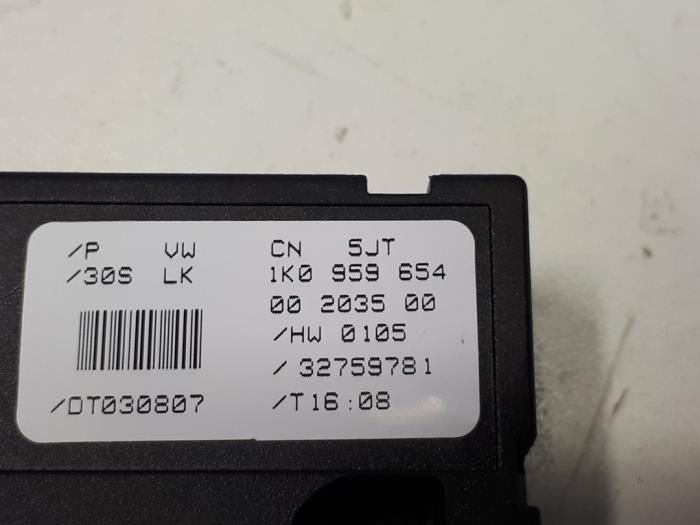 /P VW CN 5JT
/30S LK 1K0 959 654
00 2035 00
/HW 0105
/ 32759781
/DT030807 /T16:08